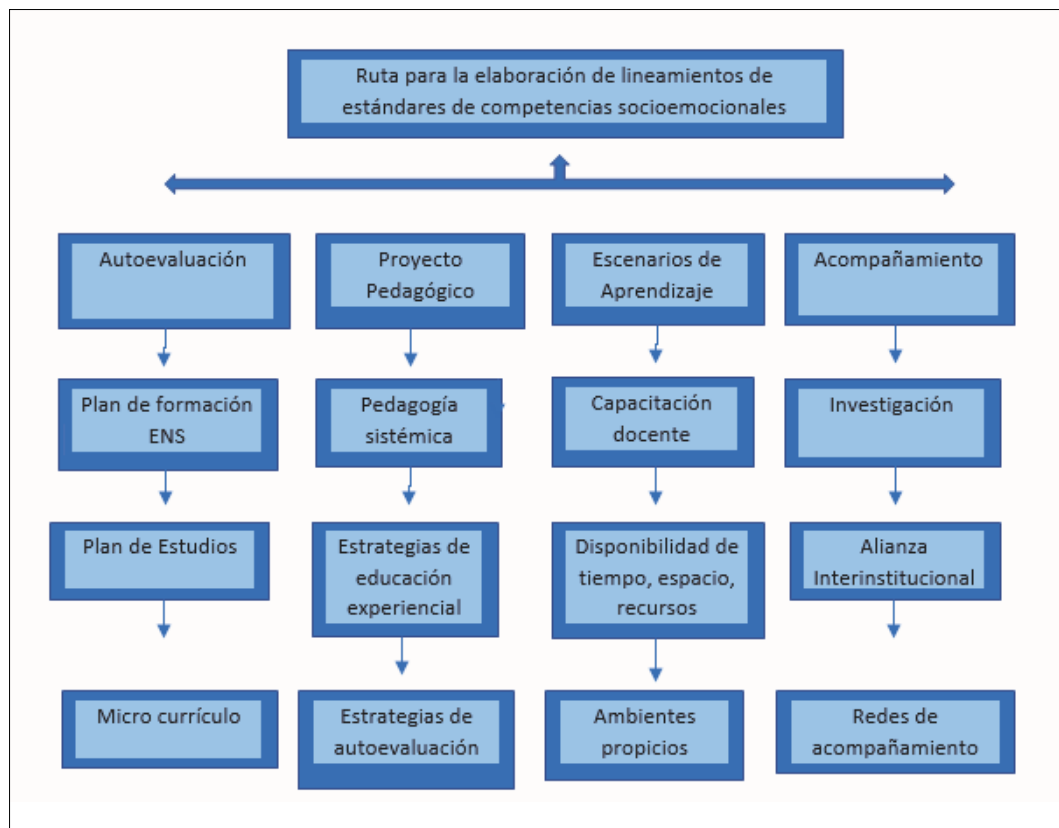 Ruta para la elaboración de lineamientos de
estándares de competencias socioemocionales
Autoevaluación
Proyecto
Pedagógico
Escenarios de
Aprendizaje
Acompañamiento
Plan de formación
ENS
Pedagogía
sistémica
Capacitación
docente
Investigación
Plan de Estudios
Estrategias de
educación
experiencial
Disponibilidad de
tiempo, espacio,
recursos
Alianza
Interinstitucional
Micro currículo
Estrategias de
autoevaluación
Ambientes
propicios
Redes de
acompañamiento